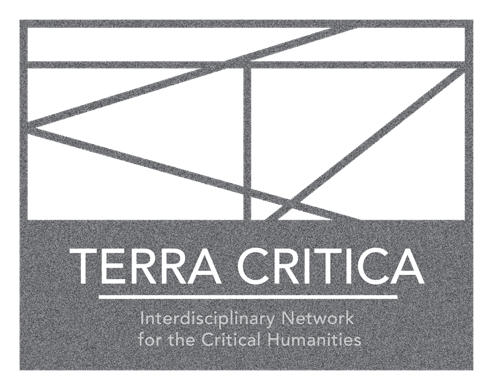 TERRA CRITICA
Interdisciplinary Network
for the Critical Humanities